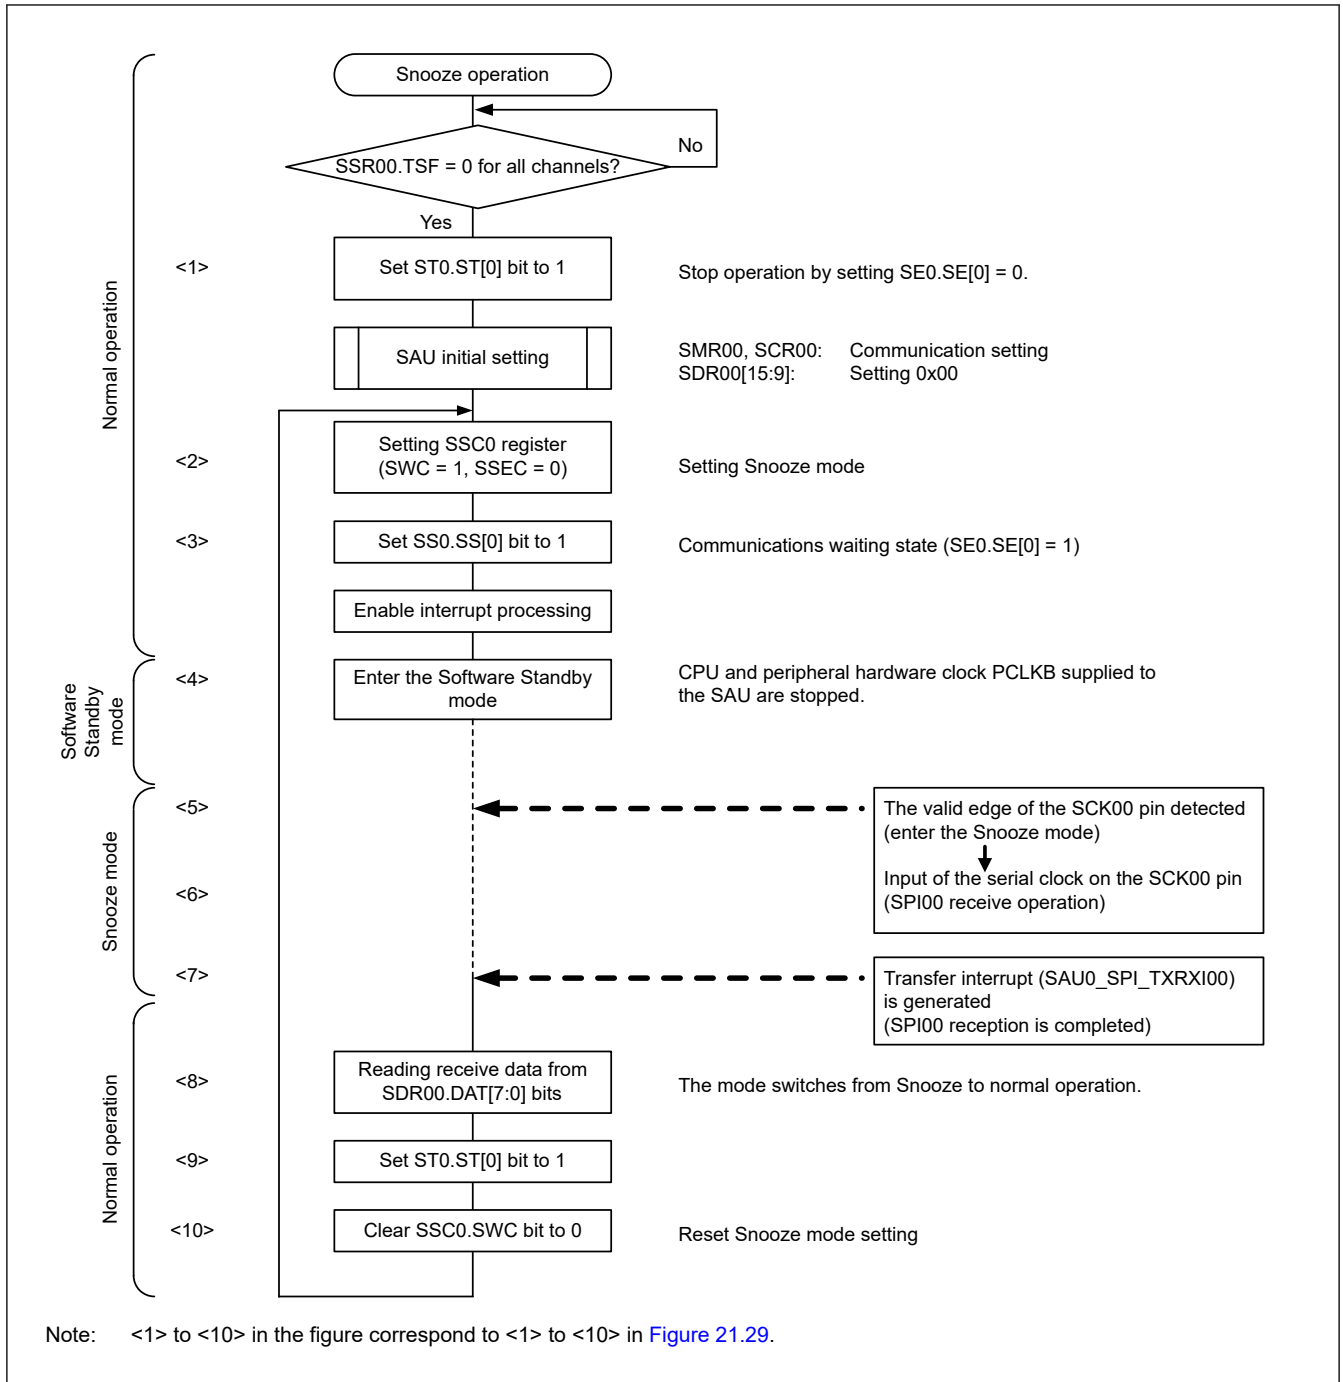 Snooze operation
No
SSR00.TSF = 0 for all channels?
Yes
Normal operation
<1>
Set ST0.ST[0] bit to 1
Stop operation by setting SE0.SE[0] = 0.
SAU initial setting
SMR00, SCR00: Communication setting
SDR00[15:9]: Setting 0x00
<2>
Setting SSC0 register
(SWC = 1, SSEC = 0)
Setting Snooze mode
<3>
Set SS0.SS[0] bit to 1
Communications waiting state (SE0.SE[0] = 1)
Enable interrupt processing
Software
Standby
mode
<4>
Enter the Software Standby
mode
CPU and peripheral hardware clock PCLKB supplied to
the SAU are stopped.
Snooze mode
<5>
The valid edge of the SCK00 pin detected
(enter the Snooze mode)
<6>
Input of the serial clock on the SCK00 pin
(SPI00 receive operation)
<7>
Transfer interrupt (SAU0_SPI_TXRXI00)
is generated
(SPI00 reception is completed)
Normal operation
<8>
Reading receive data from
SDR00.DAT[7:0] bits
The mode switches from Snooze to normal operation.
<9>
Set ST0.ST[0] bit to 1
<10>
Clear SSC0.SWC bit to 0
Reset Snooze mode setting
Note: <1> to <10> in the figure correspond to <1> to <10> in Figure 21.29.